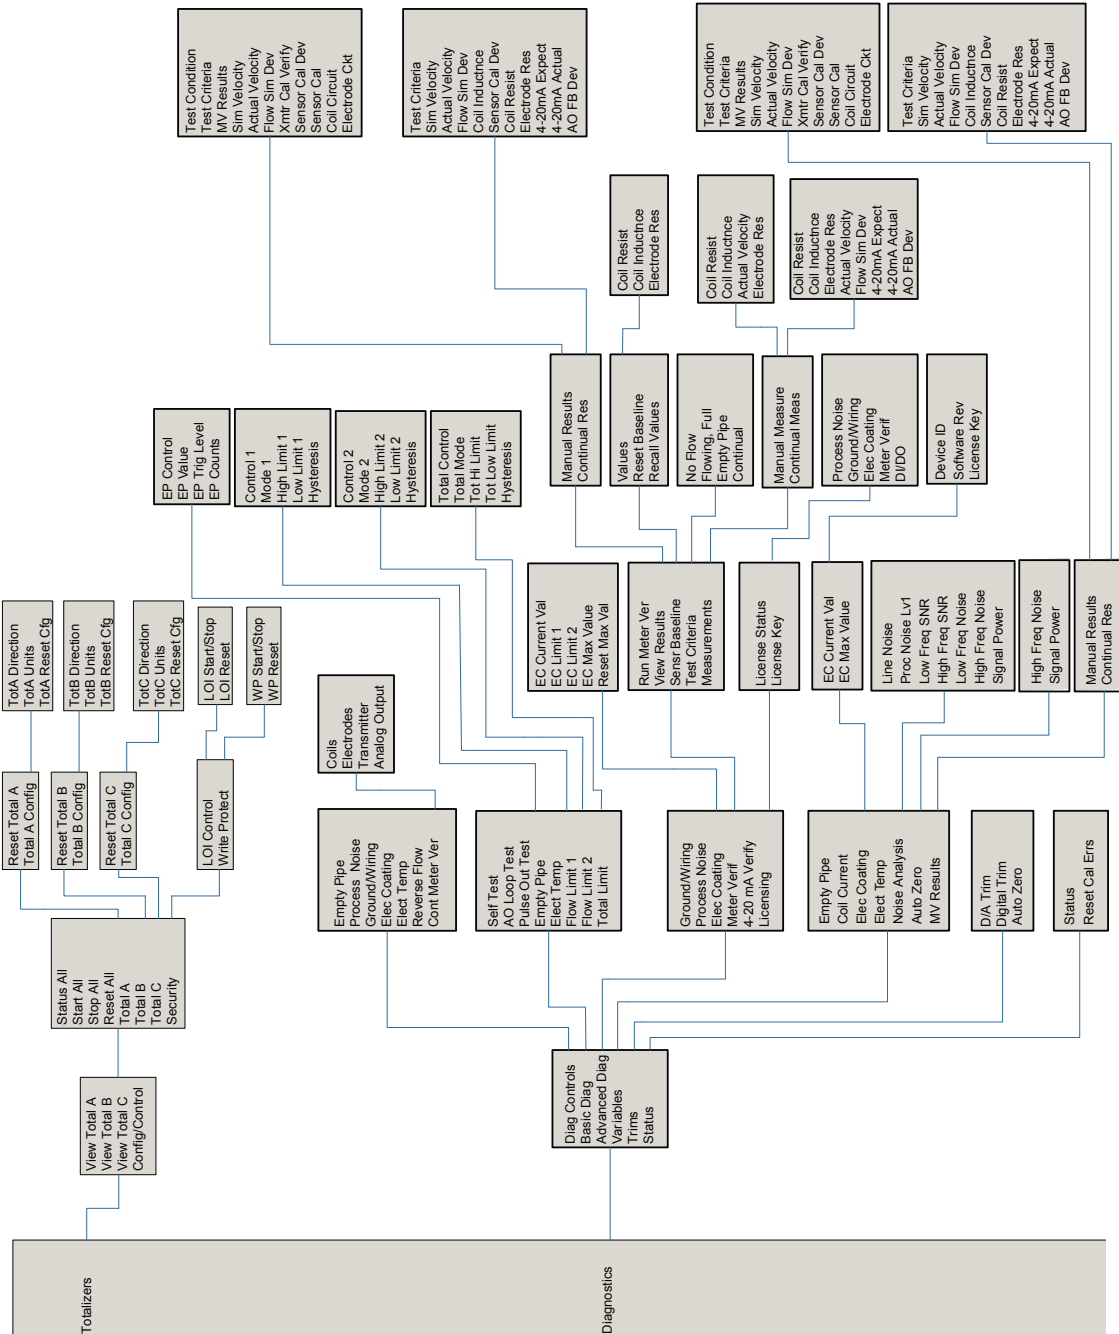 Totalizers
Diagnostics
View Total A
View Total B
View Total C
Config/Control
Status All
Start All
Stop All
Reset All
Total A
Total B
Total C
Security
Reset Total A
Total A Config
TotA Direction
TotA Units
TotA Reset Cfg
Reset Total B
Total B Config
TotB Direction
TotB Units
TotB Reset Cfg
Reset Total C
Total C Config
TotC Direction
TotC Units
TotC Reset Cfg
LOI Control
Write Protect
LOI Start/Stop
LOI Reset
WP Start/Stop
WP Reset
Diag Controls
Basic Diag
Advanced Diag
Variables
Trims
Status
Empty Pipe
Process Noise
Ground/Wiring
Elec Coating
Elect Temp
Reverse Flow
Cont Meter Ver
Coils
Electrodes
Transmitter
Analog Output
Self Test
AO Loop Test
Pulse Out Test
Empty Pipe
Elect Temp
Flow Limit 1
Flow Limit 2
Total Limit
EP Control
EP Value
EP Trig Level
EP Counts
Control 1
Mode 1
High Limit 1
Low Limit 1
Hysteresis
Control 2
Mode 2
High Limit 2
Low Limit 2
Hysteresis
Total Control
Total Mode
Tot Hi Limit
Tot Low Limit
Hysteresis
Ground/Wiring
Process Noise
Elec Coating
Meter Verif
4-20 mA Verify
Licensing
EC Current Val
EC Limit 1
EC Limit 2
EC Max Value
Reset Max Val
Run Meter Ver
View Results
Sensr Baseline
Test Criteria
Measurements
Manual Results
Continual Res
Test Condition
Test Criteria
MV Results
Sim Velocity
Actual Velocity
Flow Sim Dev
Xmtr Cal Verify
Sensor Cal Dev
Sensor Cal
Coil Circuit
Electrode Ckt
Test Criteria
Sim Velocity
Actual Velocity
Flow Sim Dev
Coil Inductnce
Sensor Cal Dev
Coil Resist
Electrode Res
4-20mA Expect
4-20mA Actual
AO FB Dev
Values
Reset Baseline
Recall Values
Coil Resist
Coil Inductnce
Electrode Res
No Flow
Flowing, Full
Empty Pipe
Continual
Manual Measure
Continual Meas
Coil Resist
Coil Inductnce
Actual Velocity
Electrode Res
Coil Resist
Coil Inductnce
Electrode Res
Actual Velocity
Flow Sim Dev
4-20mA Expect
4-20mA Actual
AO FB Dev
License Status
License Key
Process Noise
Ground/Wiring
Elec Coating
Meter Verif
DI/DO
Empty Pipe
Coil Current
Elec Coating
Elect Temp
Noise Analysis
Auto Zero
MV Results
EC Current Val
EC Max Value
Device ID
Software Rev
License Key
Line Noise
Proc Noise Lv1
Low Freq SNR
High Freq SNR
Low Freq Noise
High Freq Noise
Signal Power
High Freq Noise
Signal Power
Manual Results
Continual Res
Test Condition
Test Criteria
MV Results
Sim Velocity
Actual Velocity
Flow Sim Dev
Xmtr Cal Verify
Sensor Cal Dev
Sensor Cal
Coil Circuit
Electrode Ckt
Test Criteria
Sim Velocity
Actual Velocity
Flow Sim Dev
Coil Inductnce
Sensor Cal Dev
Coil Resist
Electrode Res
4-20mA Expect
4-20mA Actual
AO FB Dev
D/A Trim
Digital Trim
Auto Zero
Status
Reset Cal Errs